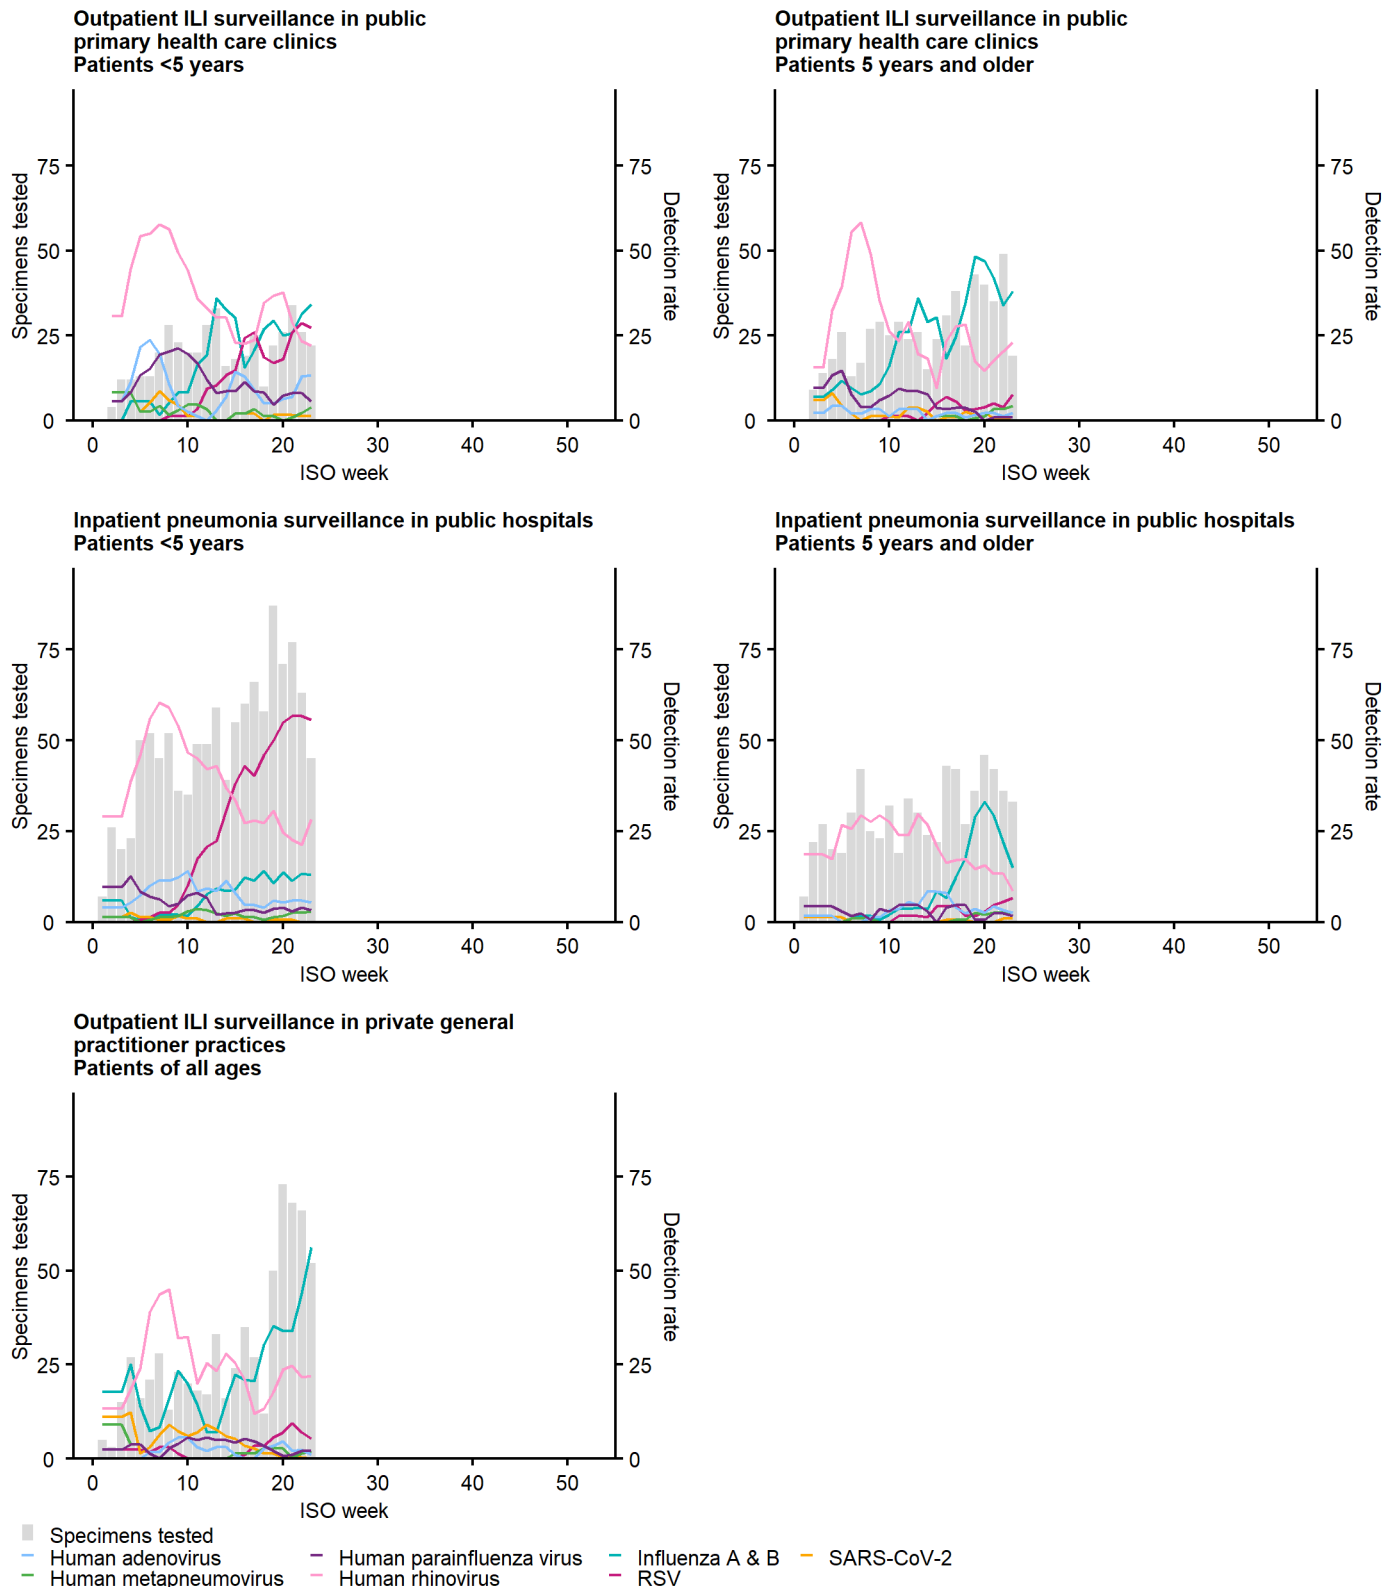 Outpatient ILI surveillance in public
primary health care clinics
Patients <5 years
Specimens tested
75
50
25
0
75
50
25
0
Detection rate
0 10 20 30 40 50
ISO week
Outpatient ILI surveillance in public
primary health care clinics
Patients 5 years and older
Specimens tested
75
50
25
0
75
50
25
0
Detection rate
0 10 20 30 40 50
ISO week
Inpatient pneumonia surveillance in public hospitals
Patients <5 years
Specimens tested
75
50
25
0
75
50
25
0
Detection rate
0 10 20 30 40 50
ISO week
Inpatient pneumonia surveillance in public hospitals
Patients 5 years and older
Specimens tested
75
50
25
0
75
50
25
0
Detection rate
0 10 20 30 40 50
ISO week
Outpatient ILI surveillance in private general
practitioner practices
Patients of all ages
Specimens tested
75
50
25
0
75
50
25
0
Detection rate
0 10 20 30 40 50
ISO week
Specimens tested
Human adenovirus Human parainfluenza virus Influenza A & B SARS-CoV-2
Human metapneumovirus Human rhinovirus RSV